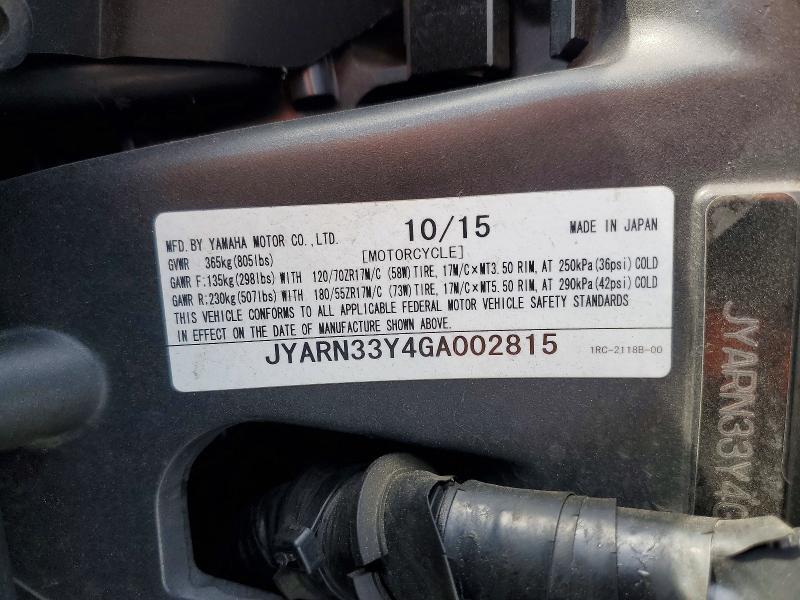 MFD. BY YAMAHA MOTOR CO., LTD. 10/15 MADE IN JAPAN
GVWR 365kg(805lbs) [MOTORCYCLE]
GAWR F:135kg(298lbs) WITH 120/70ZR17M/C (58W) TIRE, 17M/C×MT3.50 RIM, AT 250kPa(36psi) COLD
GAWR R:230kg(507lbs) WITH 180/55ZR17M/C (73W) TIRE, 17M/C×MT5.50 RIM, AT 290kPa(42psi) COLD
THIS VEHICLE CONFORMS TO ALL APPLICABLE FEDERAL MOTOR VEHICLE SAFETY STANDARDS
IN EFFECT ON THE DATE OF MANUFACTURE SHOWN ABOVE.
JYARN33Y4GA002815 1RC-2118B-00
JYARN33Y4G